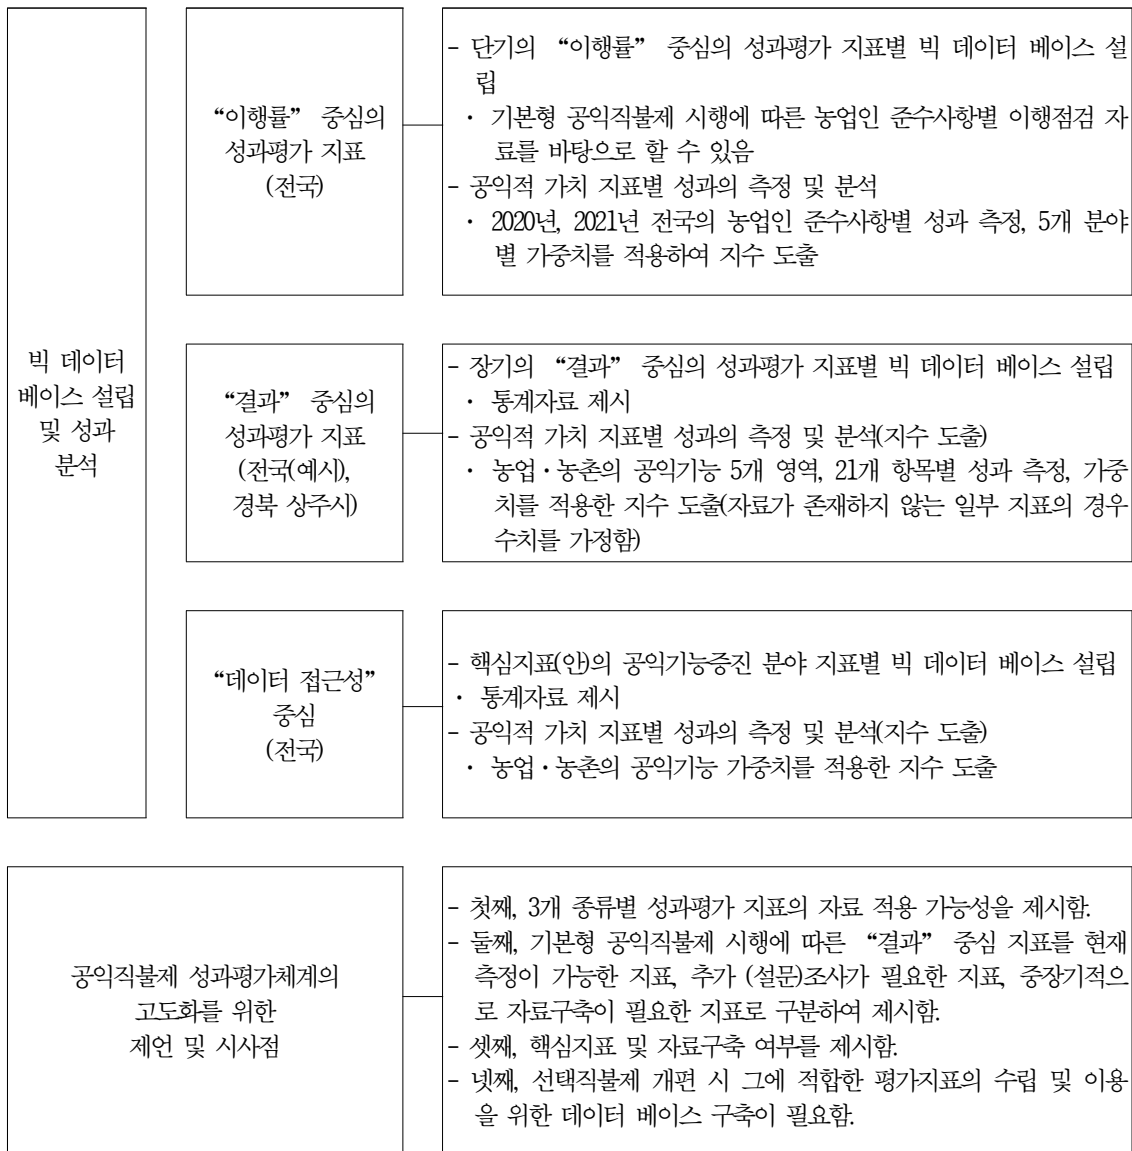 빅 데이터
베이스 설립
및 성과
분석
“이행률” 중심의
성과평가 지표
(전국)
- 단기의 “이행률” 중심의 성과평가 지표별 빅 데이터 베이스 설
립
· 기본형 공익직불제 시행에 따른 농업인 준수사항별 이행점검 자
료를 바탕으로 할 수 있음
- 공익적 가치 지표별 성과의 측정 및 분석
· 2020년, 2021년 전국의 농업인 준수사항별 성과 측정, 5개 분야
별 가중치를 적용하여 지수 도출
“결과” 중심의
성과평가 지표
(전국(예시),
경북 상주시)
- 장기의 “결과” 중심의 성과평가 지표별 빅 데이터 베이스 설립
· 통계자료 제시
- 공익적 가치 지표별 성과의 측정 및 분석(지수 도출)
· 농업·농촌의 공익기능 5개 영역, 21개 항목별 성과 측정, 가중
치를 적용한 지수 도출(자료가 존재하지 않는 일부 지표의 경우
수치를 가정함)
“데이터 접근성”
중심
(전국)
- 핵심지표(안)의 공익기능증진 분야 지표별 빅 데이터 베이스 설립
· 통계자료 제시
- 공익적 가치 지표별 성과의 측정 및 분석(지수 도출)
· 농업·농촌의 공익기능 가중치를 적용한 지수 도출
공익직불제 성과평가체계의
고도화를 위한
제언 및 시사점
- 첫째, 3개 종류별 성과평가 지표의 자료 적용 가능성을 제시함.
- 둘째, 기본형 공익직불제 시행에 따른 “결과” 중심 지표를 현재
측정이 가능한 지표, 추가 (설문)조사가 필요한 지표, 중장기적으
로 자료구축이 필요한 지표로 구분하여 제시함.
- 셋째, 핵심지표 및 자료구축 여부를 제시함.
- 넷째, 선택직불제 개편 시 그에 적합한 평가지표의 수립 및 이용
을 위한 데이터 베이스 구축이 필요함.